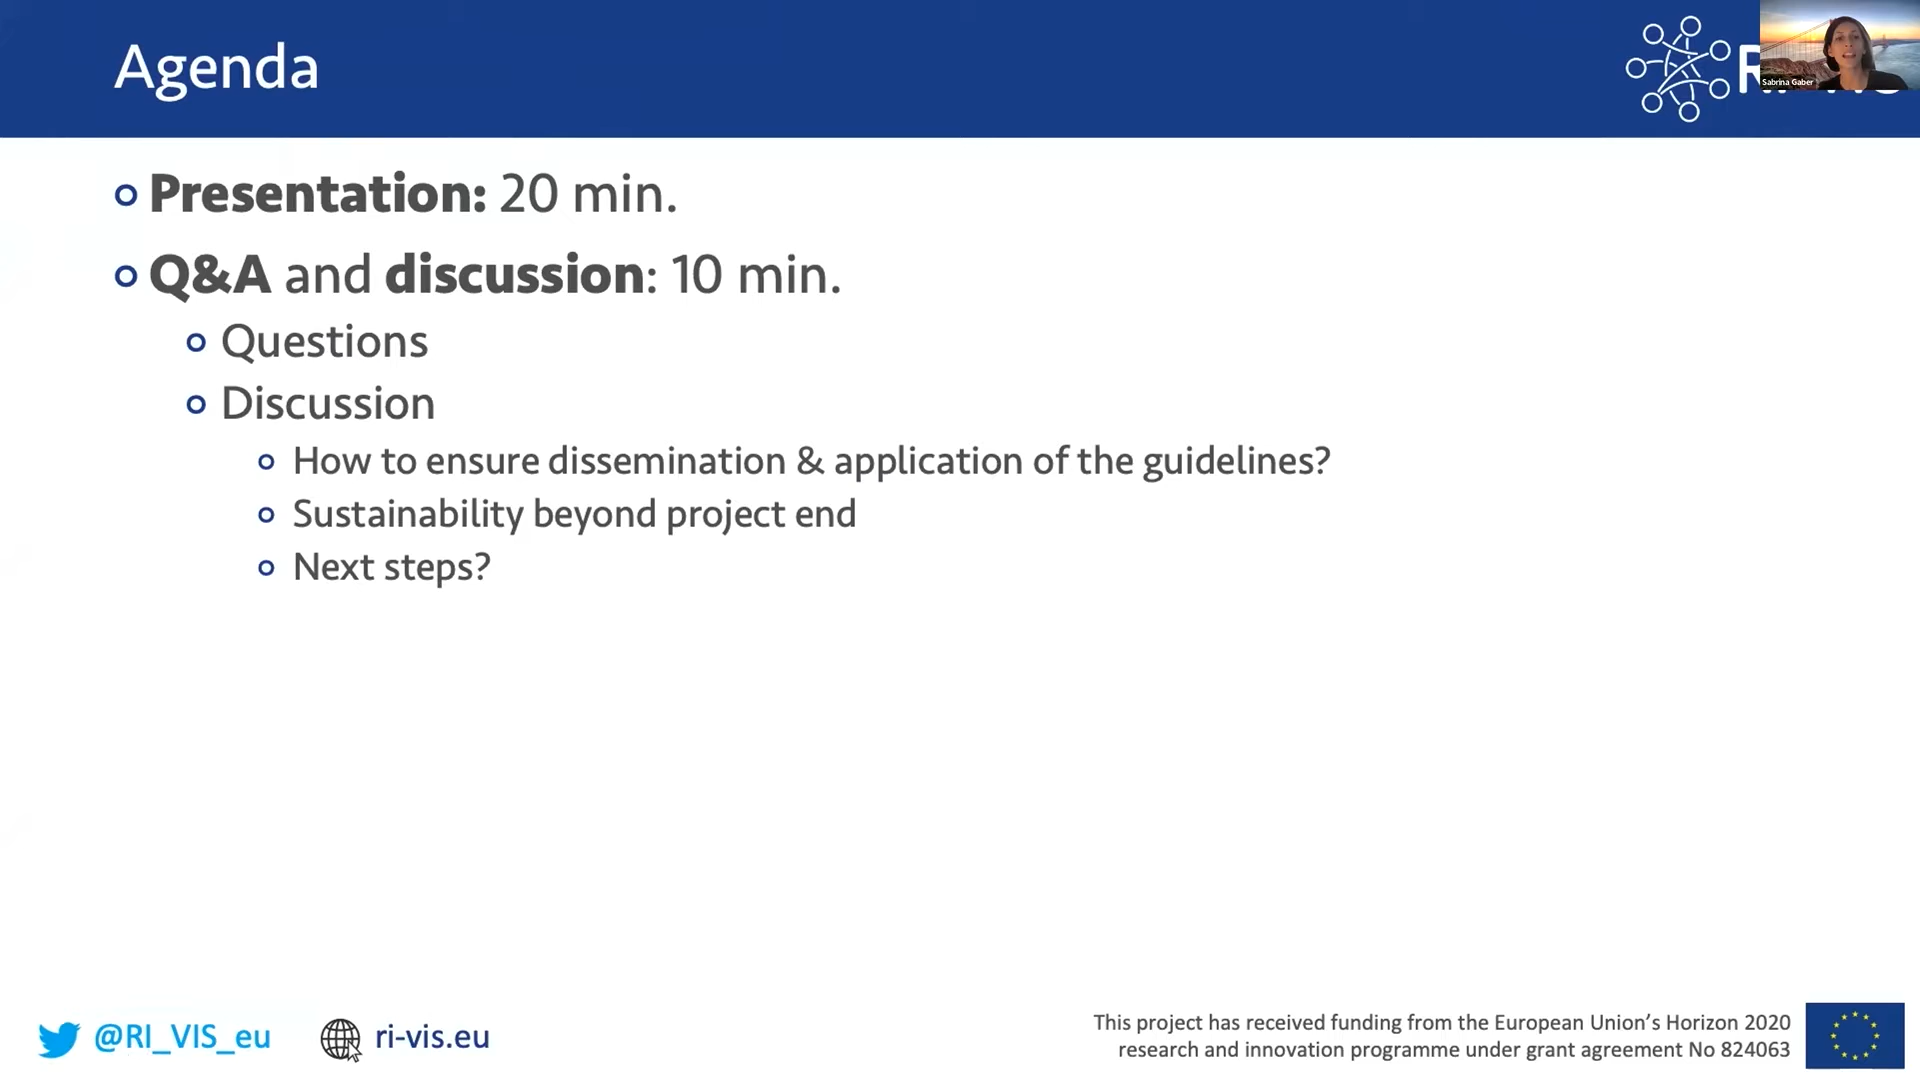 Agenda
Sabrina Gaber
Presentation: 20 min.
Q&A and discussion: 10 min.
Questions
Discussion
How to ensure dissemination & application of the guidelines?
Sustainability beyond project end
Next steps?
@RI_VIS_eu
ri-vis.eu
This project has received funding from the European Union’s Horizon 2020
research and innovation programme under grant agreement No 824063